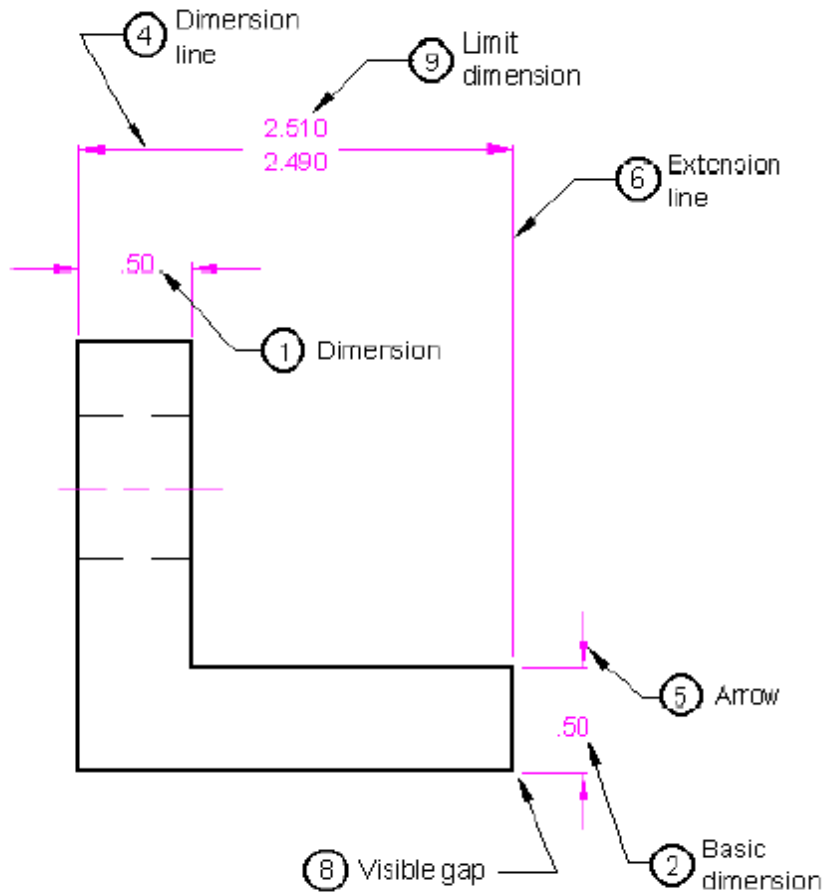 4 Dimension
line
9 Limit
dimension
2.510
2.490
6 Extension
line
.50
1 Dimension
5 Arrow
.50
8 Visible gap
2 Basic
dimension